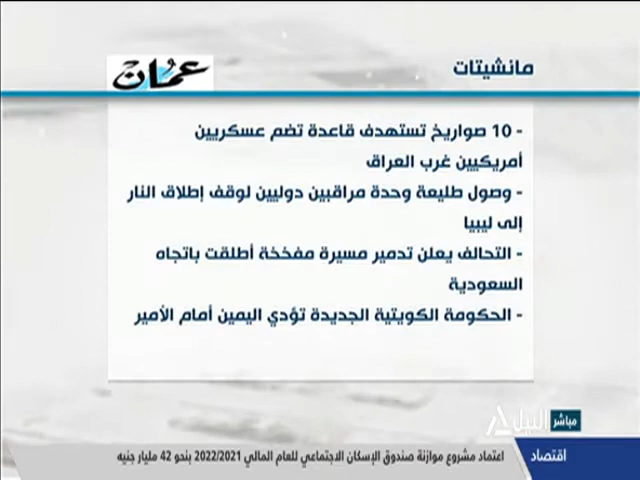 مانشيتات
عمان
- 10 صواريخ تستهدف قاعدة تضم عسكريين
أمريكيين غرب العراق
- وصول طليعة وحدة مراقبين دوليين لوقف إطلاق النار
إلى ليبيا
- التحالف يعلن تدمير مسيرة مفخخة أطلقت باتجاه
السعودية
- الحكومة الكويتية الجديدة تؤدي اليمين أمام الأمير
مباشر النيل
اقتصاد
اعتماد مشروع موازنة صندوق الإسكان الاجتماعي للعام المالي 2022/2021 بنحو 42 مليار جنيه